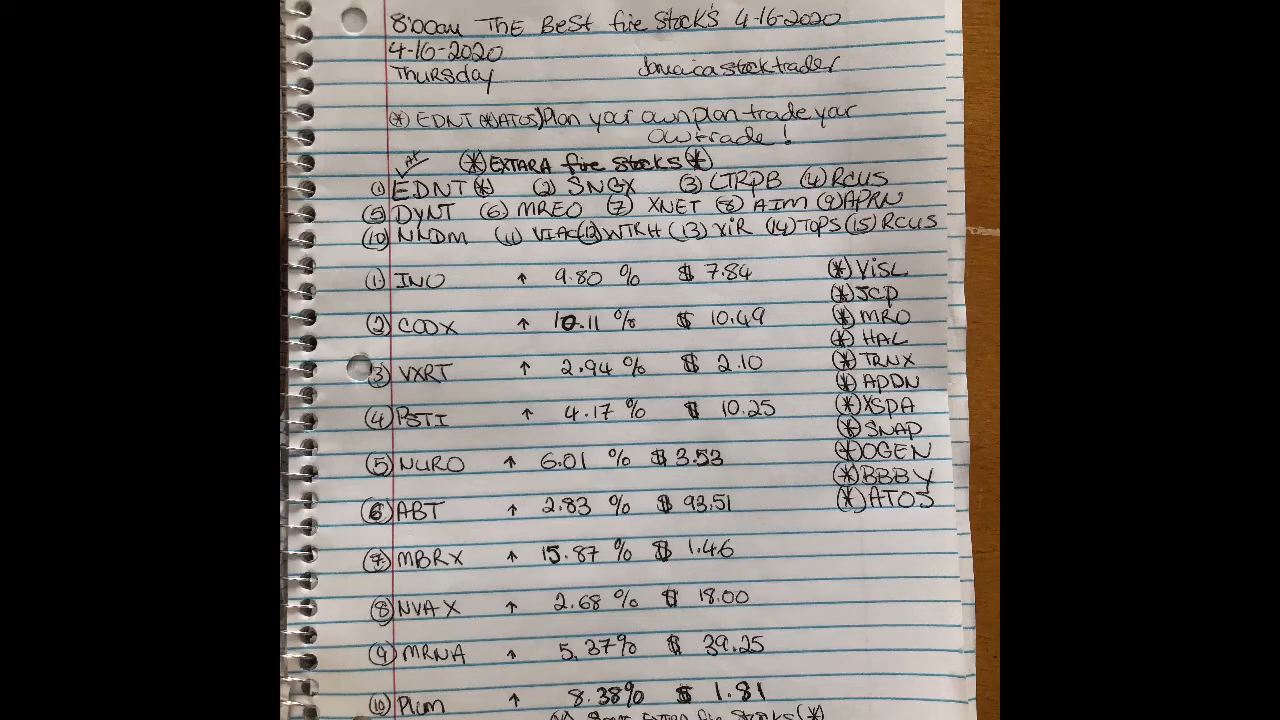 8:00am THE BeST fire Stock's 4-16-2020
4-16-2020
Thursday Jamaicastocktrader
(*) EDNT (*)ATOS) Plan your own plan trade your
own trade!
(*) EXTARA fire stocks (*)
(1) EDNT (*) (2) SNGX (3) LTRPB (4) RCUS
(5) DYNT (6) MREO (7) XNET (8) AIM (9) APRN
(10) NNDM (11) VIAC (12) WTRH (13) XiR (14) TOPS (15) RCUS
(1) INO ↑ 9.80 % $ 7.84 (*) ViSL
(*) JCP
(2) CODX ↑ 10.11 % $ 10.49 (*) MRO
(*) HAL
(3) VXRT ↑ 2.94 % $ 2.10 (*) TRNX
(*) APDN
(4) PSTI ↑ 4.17 % $ 10.25 (*) XSPA
(*) SNAP
(5) NURO ↑ 6.01 % $ 3.53 (*) OGEN
(*) BBBY
(6) ABT ↑ 2.83 % $ 93.51 (*) ATOS
(7) MBRX ↑ 15.87 % $ 1.46
(8) NVAX ↑ 2.68 % $ 18.00
(9) MRNA ↑ 5.37% $ 39.25
(10) Plum ↑ 8.38% $ 1.81